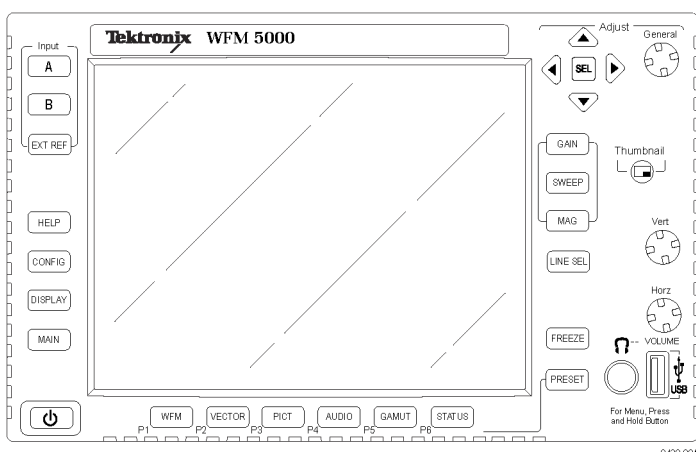 Tektronix WFM 5000
Input
A
B
EXT REF
HELP
CONFIG
DISPLAY
MAIN
Adjust
General
SEL
GAIN
SWEEP
MAG
LINE SEL
FREEZE
PRESET
Thumbnail
Vert
Horz
VOLUME
USB
For Menu, Press
and Hold Button
WFM VECTOR PICT AUDIO GAMUT STATUS
P1 P2 P3 P4 P5 P6